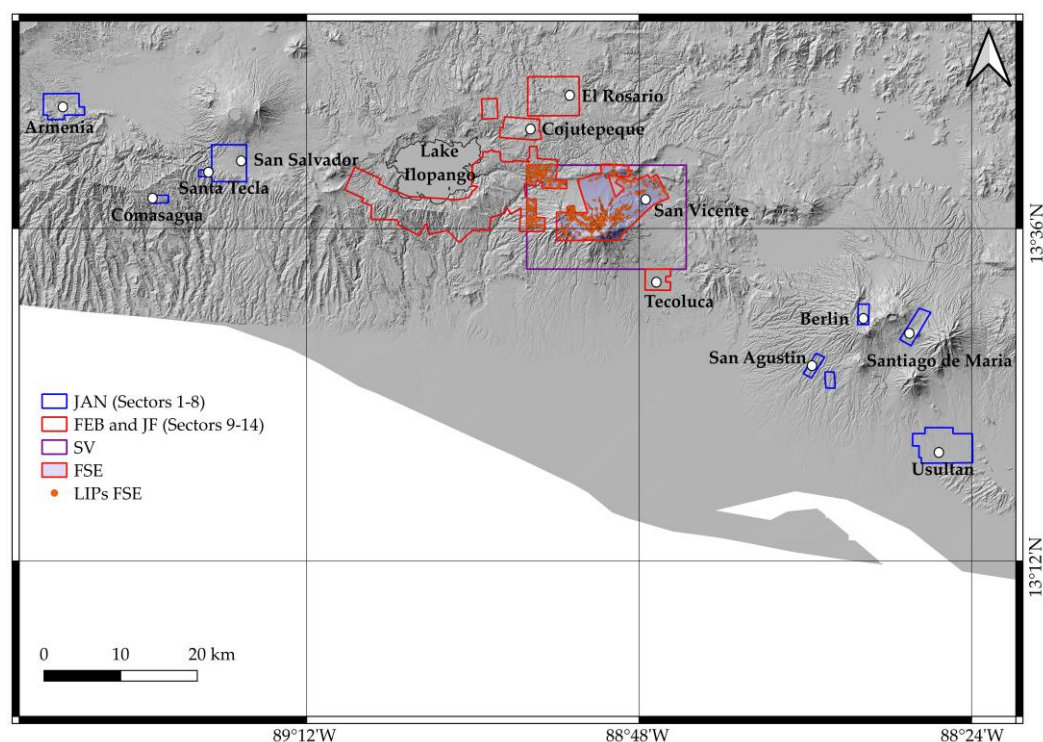 El Rosario
Armenia
Cojutepeque
San Salvador
Lake
Ilopango
Santa Tecla
Comasagua
San Vicente
13°36'N
Tecoluca
Berlin
San Agustin
Santiago de Maria
JAN (Sectors 1-8)
FEB and JF (Sectors 9-14)
SV
FSE
LIPs FSE
Usultan
13°12'N
0 10 20 km
89°12'W 88°48'W 88°24'W